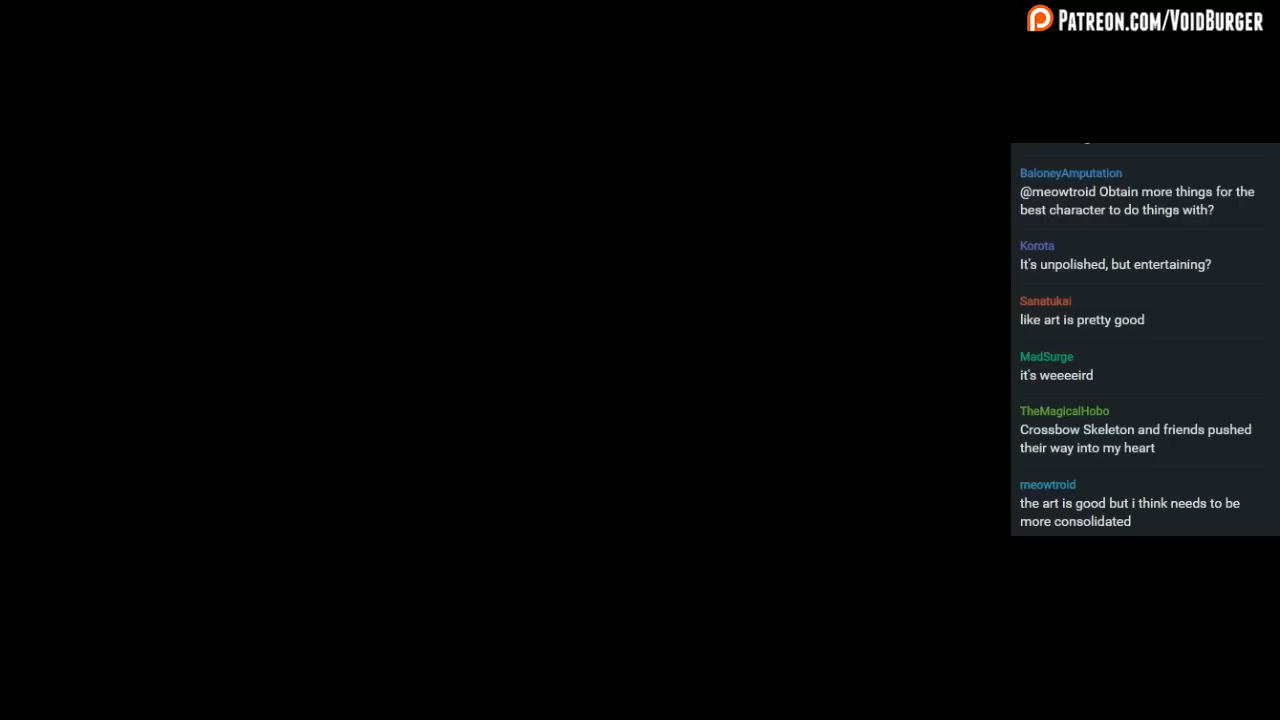 PATREON.COM/VOIDBURGER
BaloneyAmputation
@meowtroid Obtain more things for the
best character to do things with?
Korota
It's unpolished, but entertaining?
Sanatukai
like art is pretty good
MadSurge
it's weeeeird
TheMagicalHobo
Crossbow Skeleton and friends pushed
their way into my heart
meowtroid
the art is good but i think needs to be
more consolidated